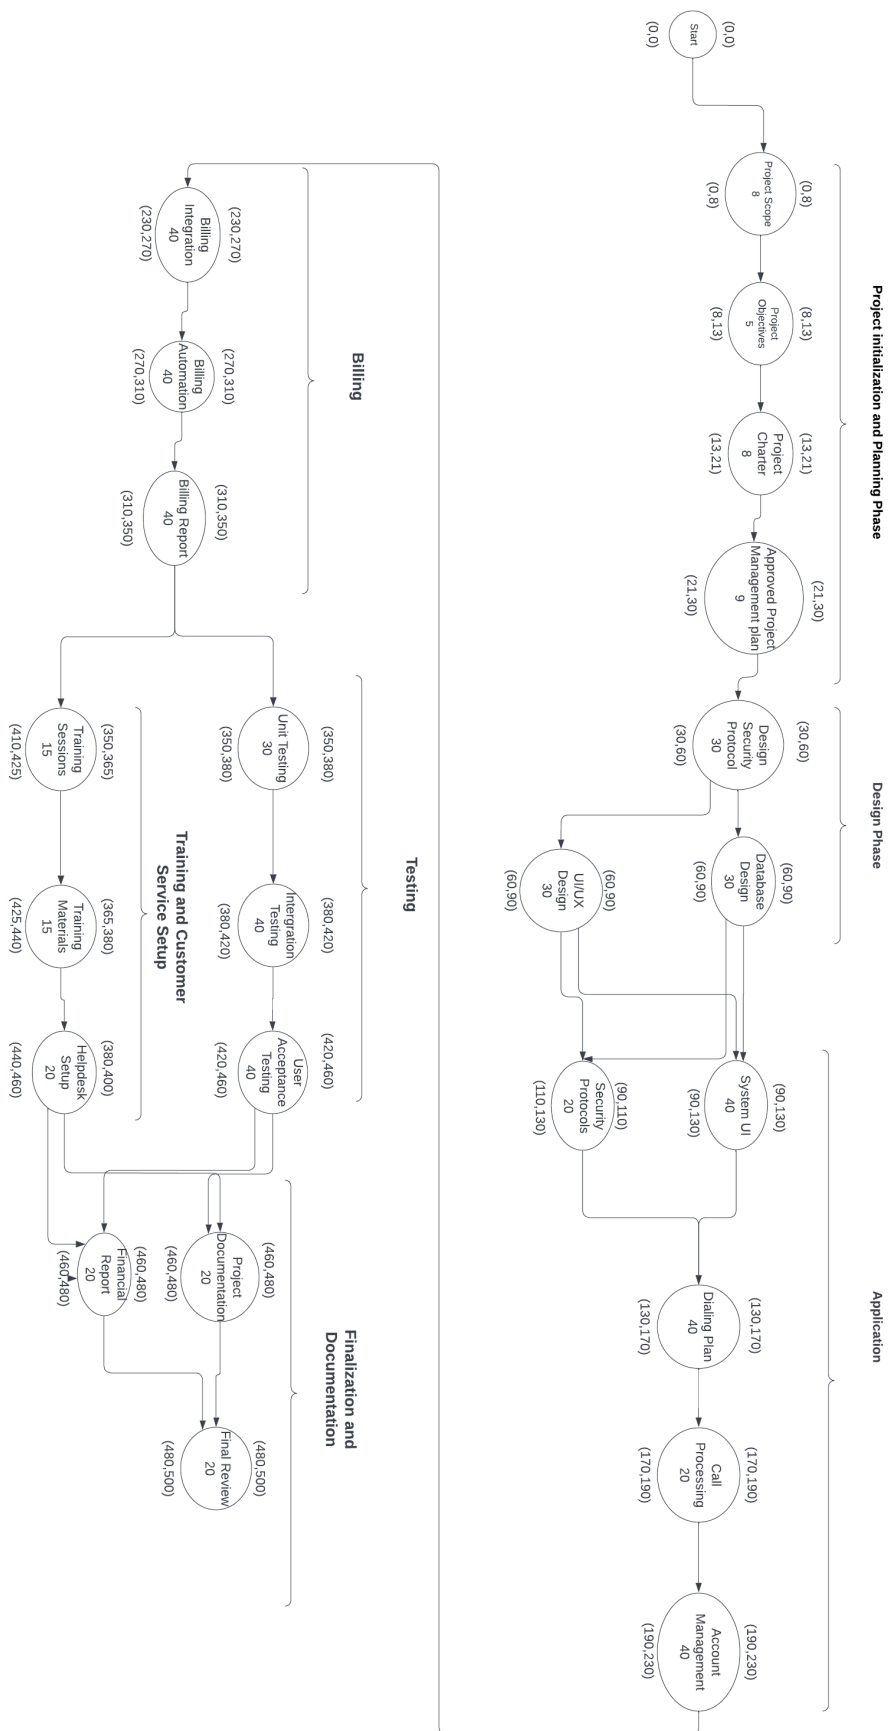 Project initialization and Planning Phase
Design Phase
Application
(0,0)
Start
(0,0)
(0,8)
Project Scope
8
(0,8)
(8,13)
Project
Objectives
5
(8,13)
(13,21)
Project
Charter
8
(13,21)
(21,30)
Approved Project
Management plan
9
(21,30)
(30,60)
Design
Security
Protocol
30
(30,60)
(60,90)
Database
Design
30
(60,90)
(60,90)
UI/UX
Design
30
(60,90)
(90,130)
System UI
40
(90,130)
(90,110)
Security
Protocols
20
(110,130)
(130,170)
Dialing Plan
40
(130,170)
(170,190)
Call
Processing
20
(170,190)
(190,230)
Account
Management
40
(190,230)
Billing
(230,270)
Billing
Integration
40
(230,270)
(270,310)
Billing
Automation
40
(270,310)
(310,350)
Billing Report
40
(310,350)
Testing
(350,380)
Unit Testing
30
(350,380)
(380,420)
Intergration
Testing
40
(380,420)
(420,460)
User
Acceptance
Testing
40
(420,460)
Training and Customer
Service Setup
(350,365)
Training
Sessions
15
(410,425)
(365,380)
Training
Materials
15
(425,440)
(380,400)
Helpdesk
Setup
20
(440,460)
Finalization and
Documentation
(460,480)
Project
Documentation
20
(460,480)
(460,480)
Financial
Report
20
(460,480)
(480,500)
Final Review
20
(480,500)